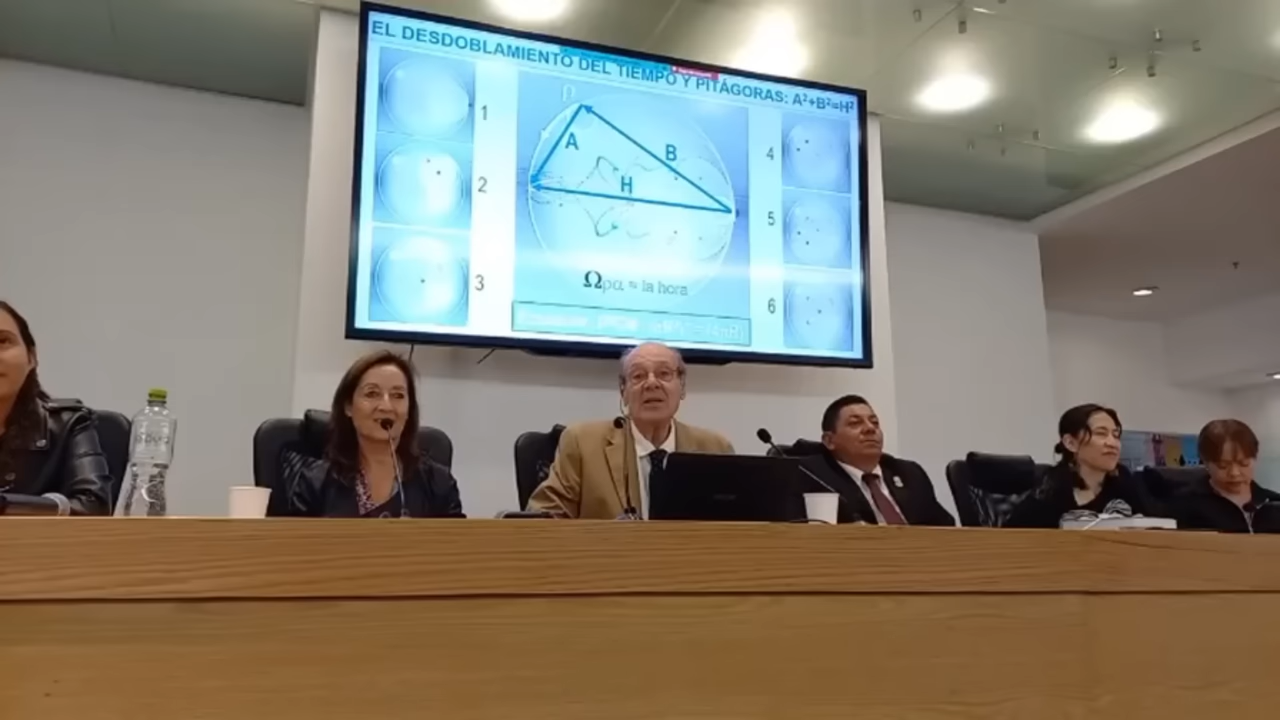 EL DESDOBLAMIENTO DEL TIEMPO Y PITÁGORAS: A²+B²=H²
1
2
3
Ω
A
B
H
Ωρα = la hora
4
5
6